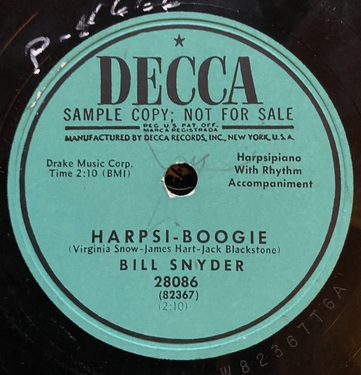 DECCA
SAMPLE COPY; NOT FOR SALE
REG. U.S. PAT. OFF.
MARCA REGISTRADA
MANUFACTURED BY DECCA RECORDS, INC., NEW YORK, U.S.A.
Drake Music Corp.
Time 2:10 (BMI)
Harpsipiano
With Rhythm
Accompaniment
HARPSI-BOOGIE
(Virginia Snow-James Hart-Jack Blackstone)
BILL SNYDER
28086
(82367)
(2:10)
W82367T6A